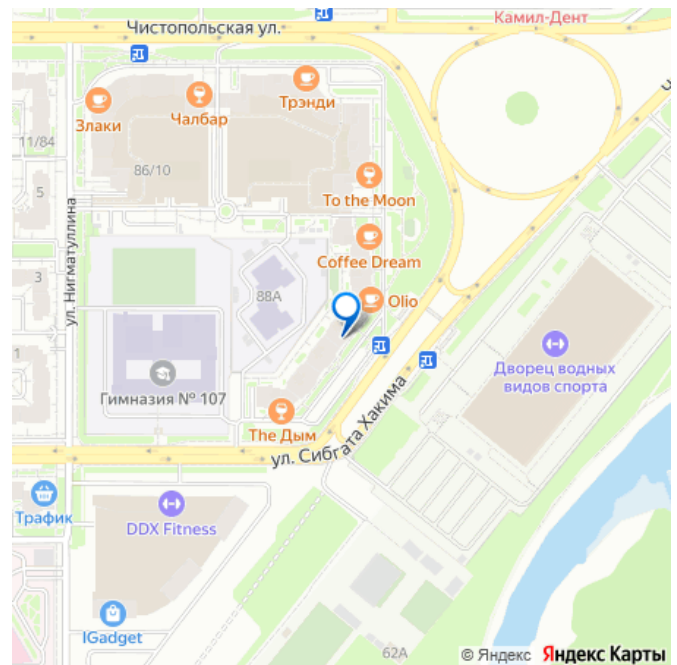 Чистопольская ул.
Камил-Дент
Злаки
Чалбар
Трэнди
11/84
86/10
5
ул. Нигматуллина
To the Moon
Coffee Dream
3
88А
Olio
1
Гимназия № 107
Дворец водных
видов спорта
The Дым
ул. Сибгата Хакима
Трафик
DDX Fitness
IGadget
62А
© Яндекс Яндекс Карты